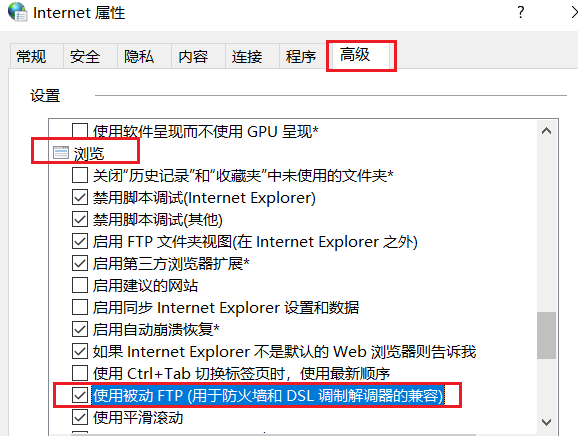 Internet 属性
常规 安全 隐私 内容 连接 程序 高级
设置
使用软件呈现而不使用 GPU 呈现*
浏览
关闭“历史记录”和“收藏夹”中未使用的文件夹*
禁用脚本调试(Internet Explorer)
禁用脚本调试(其他)
启用 FTP 文件夹视图(在 Internet Explorer 之外)
启用第三方浏览器扩展*
启用建议的网站
启用同步 Internet Explorer 设置和数据
启用自动崩溃恢复*
如果 Internet Explorer 不是默认的 Web 浏览器则告诉我
使用 Ctrl+Tab 切换标签页时，使用最新顺序
使用被动 FTP (用于防火墙和 DSL 调制解调器的兼容)
使用平滑滚动